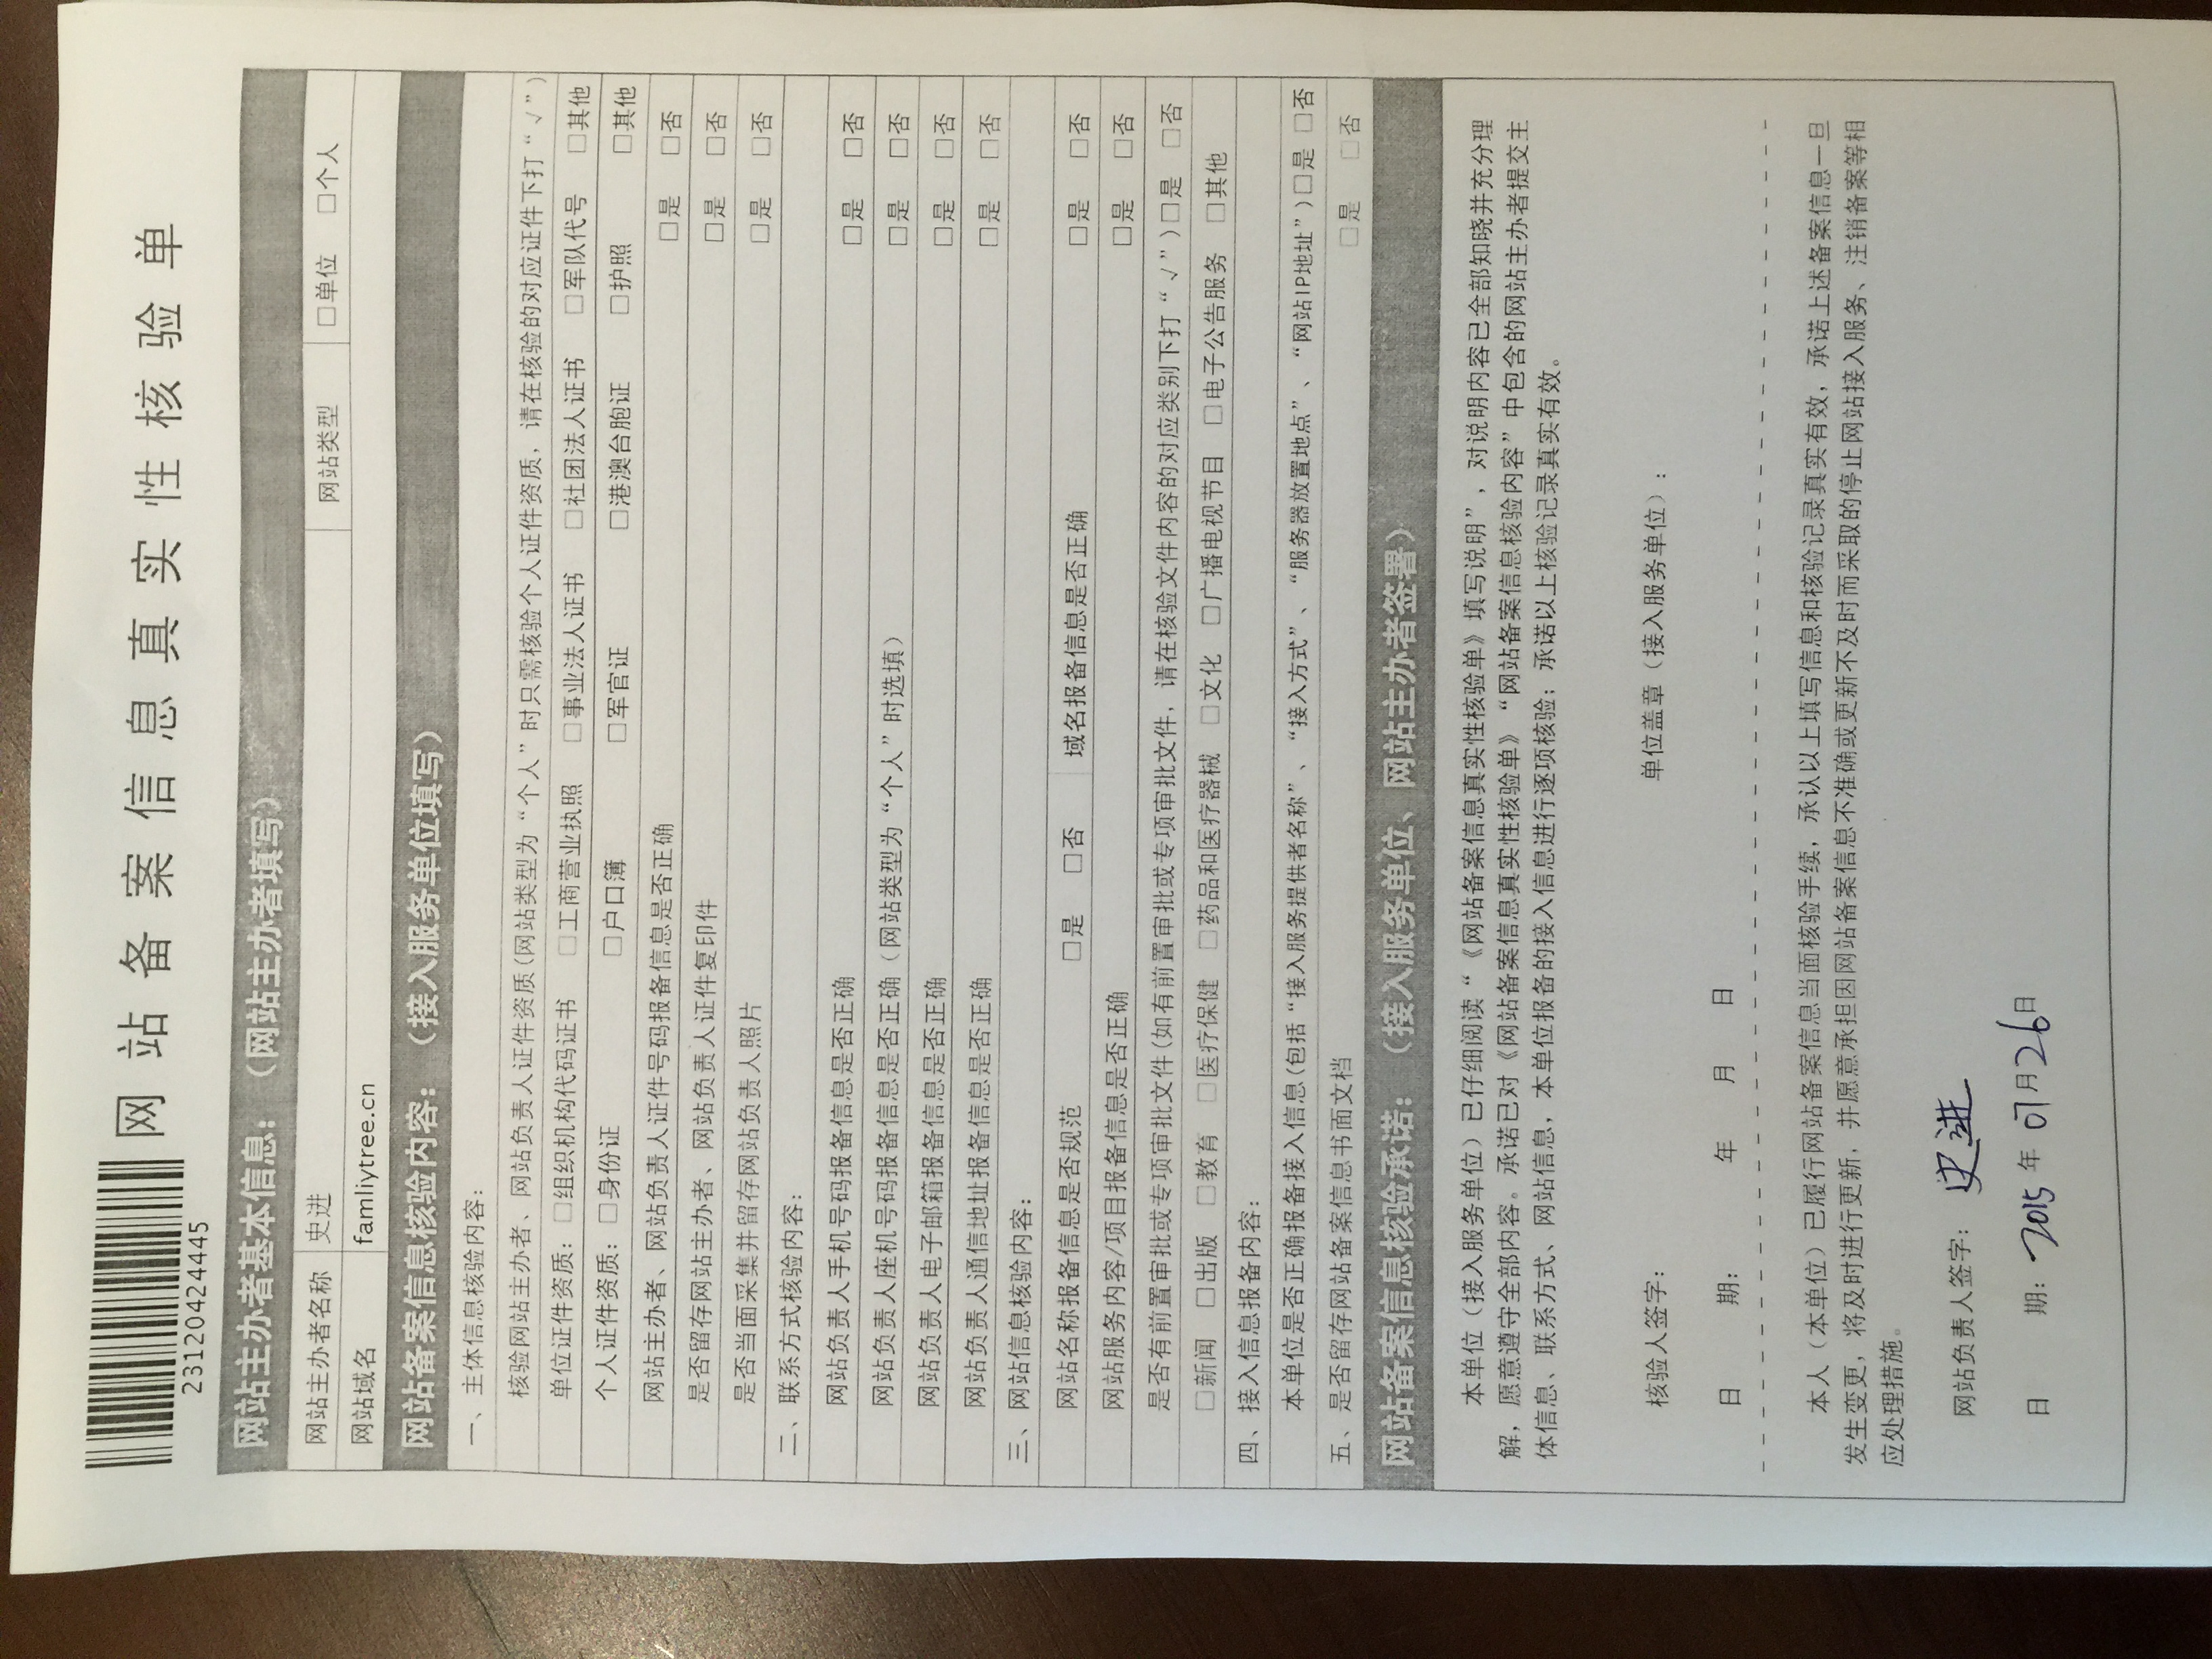 网站备案信息真实性核验单
23120424445
网站主办者基本信息：（网站主办者填写）
网站主办者名称 史进 网站类型 □单位 □个人
网站域名 famliytree.cn
网站备案信息核验内容：（接入服务单位填写）
一、主体信息核验内容：
核验网站主办者、网站负责人证件资质(网站类型为“个人”时只需核验个人证件资质，请在核验的对应证件下打“√”)
单位证件资质：□组织机构代码证书 □工商营业执照 □事业法人证书 □社团法人证书 □军队代号 □其他
个人证件资质：□身份证 □户口簿 □军官证 □港澳台胞证 □护照 □其他
网站主办者、网站负责人证件号码报备信息是否正确 □是 □否
是否留存网站主办者、网站负责人证件复印件 □是 □否
是否当面采集并留存网站负责人照片 □是 □否
二、联系方式核验内容：
网站负责人手机号码报备信息是否正确 □是 □否
网站负责人座机号码报备信息是否正确（网站类型为“个人”时选填） □是 □否
网站负责人电子邮箱报备信息是否正确 □是 □否
网站负责人通信地址报备信息是否正确 □是 □否
三、网站信息核验内容：
网站名称报备信息是否规范 □是 □否 域名报备信息是否正确 □是 □否
网站服务内容/项目报备信息是否正确 □是 □否
是否有前置审批或专项审批文件(如有前置审批或专项审批文件，请在核验文件内容的对应类别下打“√”)□是 □否
□新闻 □出版 □教育 □医疗保健 □药品和医疗器械 □文化 □广播电视节目 □电子公告服务 □其他
四、接入信息报备内容：
本单位是否正确报备接入信息(包括“接入服务提供者名称”、“接入方式”、“服务器放置地点”、“网站IP地址”)□是 □否
五、是否留存网站备案信息书面文档 □是 □否
网站备案信息核验承诺：（接入服务单位、网站主办者签署）
本单位（接入服务单位）已仔细阅读“《网站备案信息真实性核验单》填写说明”，对说明内容已全部知晓并充分理
解，愿意遵守全部内容。承诺已对《网站备案信息真实性核验单》“网站备案信息核验内容”中包含的网站主办者提交主
体信息、联系方式、网站信息，本单位报备的接入信息进行逐项核验；承诺以上核验记录真实有效。
核验人签字： 单位盖章（接入服务单位）：
日 期： 年 月 日
本人（本单位）已履行网站备案信息当面核验手续，承认以上填写信息和核验记录真实有效，承诺上述备案信息一旦
发生变更，将及时进行更新，并愿意承担因网站备案信息不准确或更新不及时而采取的停止网站接入服务、注销备案等相
应处理措施。
网站负责人签字： 史进
日 期： 2015 年 07 月 26 日